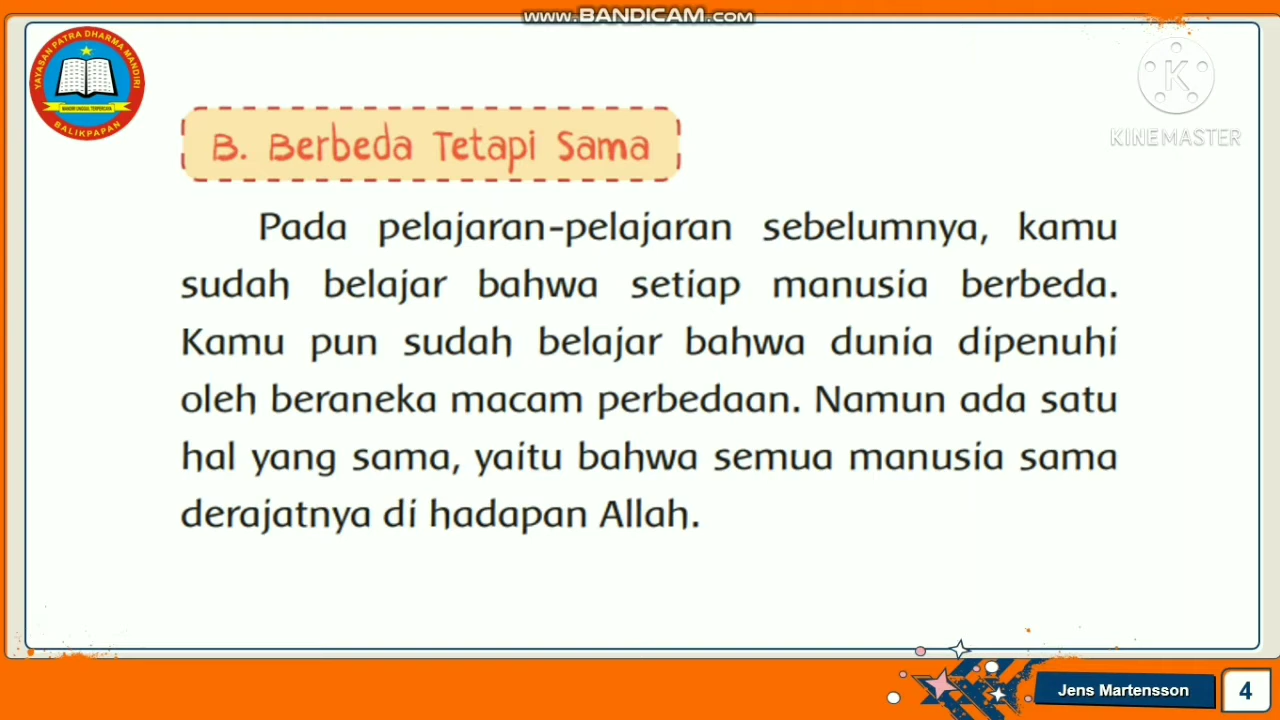 www.BANDICAM.com
YAYASAN PATRA DHARMA MANDIRI
BALIKPAPAN
K
KINEMASTER
B. Berbeda Tetapi Sama
Pada pelajaran-pelajaran sebelumnya, kamu
sudah belajar bahwa setiap manusia berbeda.
Kamu pun sudah belajar bahwa dunia dipenuhi
oleh beraneka macam perbedaan. Namun ada satu
hal yang sama, yaitu bahwa semua manusia sama
derajatnya di hadapan Allah.
Jens Martensson
4